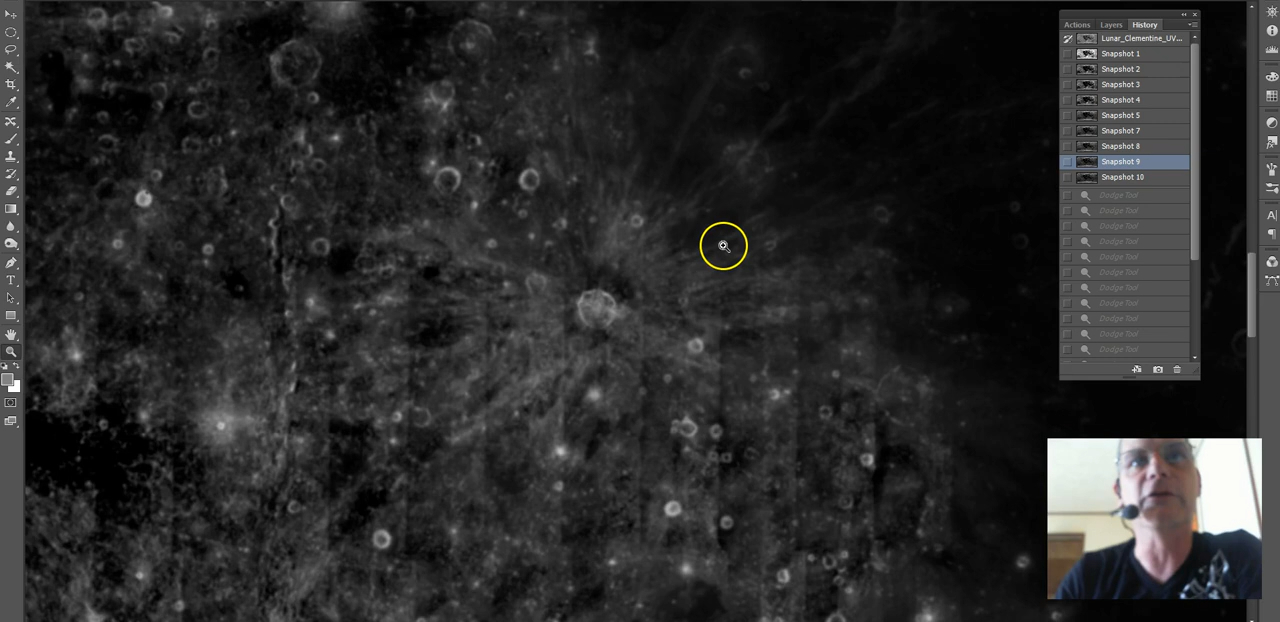 Actions Layers History
Lunar_Clementine_UV...
Snapshot 1
Snapshot 2
Snapshot 3
Snapshot 4
Snapshot 5
Snapshot 7
Snapshot 8
Snapshot 9
Snapshot 10
Dodge Tool
Dodge Tool
Dodge Tool
Dodge Tool
Dodge Tool
Dodge Tool
Dodge Tool
Dodge Tool
Dodge Tool
Dodge Tool
Dodge Tool